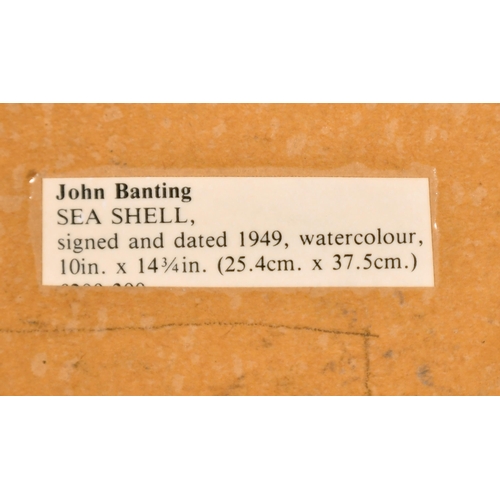 John Banting
SEA SHELL,
signed and dated 1949, watercolour,
10in. x 14¾in. (25.4cm. x 37.5cm.)